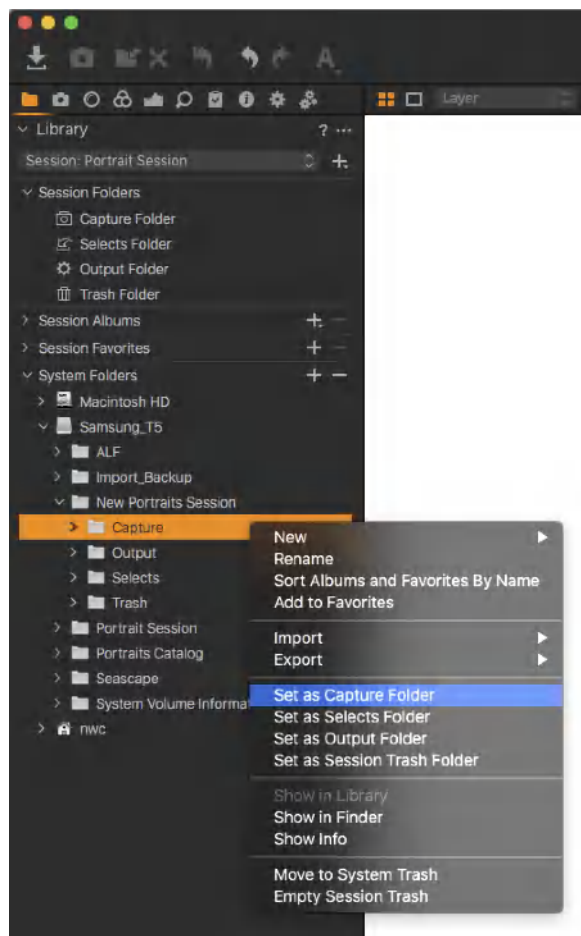 Layer
Library
? ...
Session: Portrait Session
Session Folders
Capture Folder
Selects Folder
Output Folder
Trash Folder
Session Albums
Session Favorites
System Folders
Macintosh HD
Samsung_T5
ALF
Import_Backup
New Portraits Session
Capture
Output
Selects
Trash
Portrait Session
Portraits Catalog
Seascape
System Volume Informa
nwc
New
Rename
Sort Albums and Favorites By Name
Add to Favorites
Import
Export
Set as Capture Folder
Set as Selects Folder
Set as Output Folder
Set as Session Trash Folder
Show in Library
Show in Finder
Show Info
Move to System Trash
Empty Session Trash